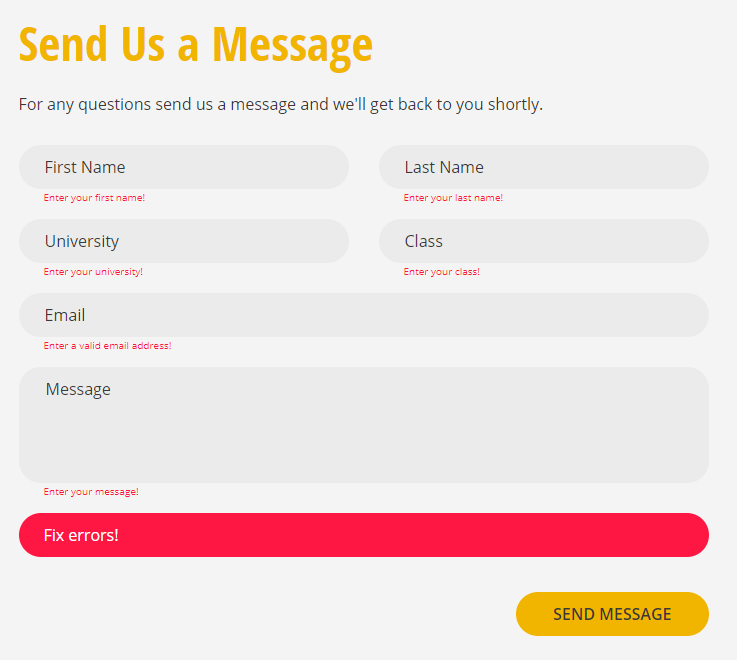 Send Us a Message
For any questions send us a message and we'll get back to you shortly.
First Name
Last Name
Enter your first name!
Enter your last name!
University
Class
Enter your university!
Enter your class!
Email
Enter a valid email address!
Message
Enter your message!
Fix errors!
SEND MESSAGE